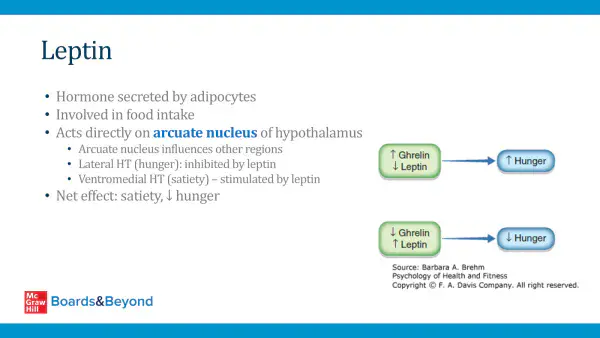 Leptin
• Hormone secreted by adipocytes
• Involved in food intake
• Acts directly on arcuate nucleus of hypothalamus
• Arcuate nucleus influences other regions
• Lateral HT (hunger): inhibited by leptin
• Ventromedial HT (satiety) – stimulated by leptin
• Net effect: satiety, ↓ hunger
↑ Ghrelin
↓ Leptin
↑ Hunger
↓ Ghrelin
↑ Leptin
↓ Hunger
Source: Barbara A. Brehm
Psychology of Health and Fitness
Copyright © F. A. Davis Company. All right reserved.
Mc
Graw
Hill
Boards&Beyond